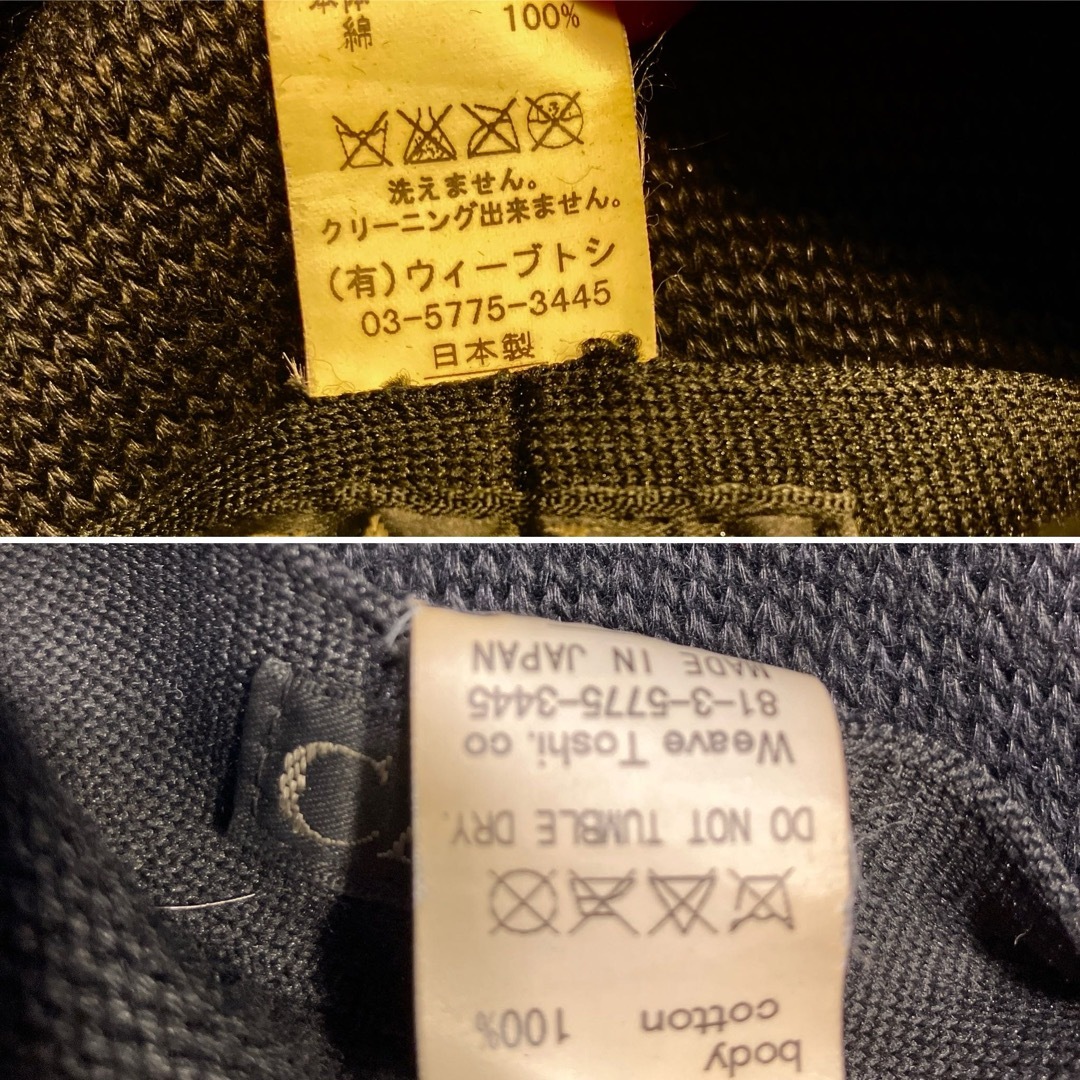 本体
綿 100%
洗えません。
クリーニング出来ません。
(有)ウィーブトシ
03-5775-3445
日本製
body
cotton 100%
DO NOT TUMBLE DRY.
Weave Toshi.co
81-3-5775-3445
MADE IN JAPAN
C